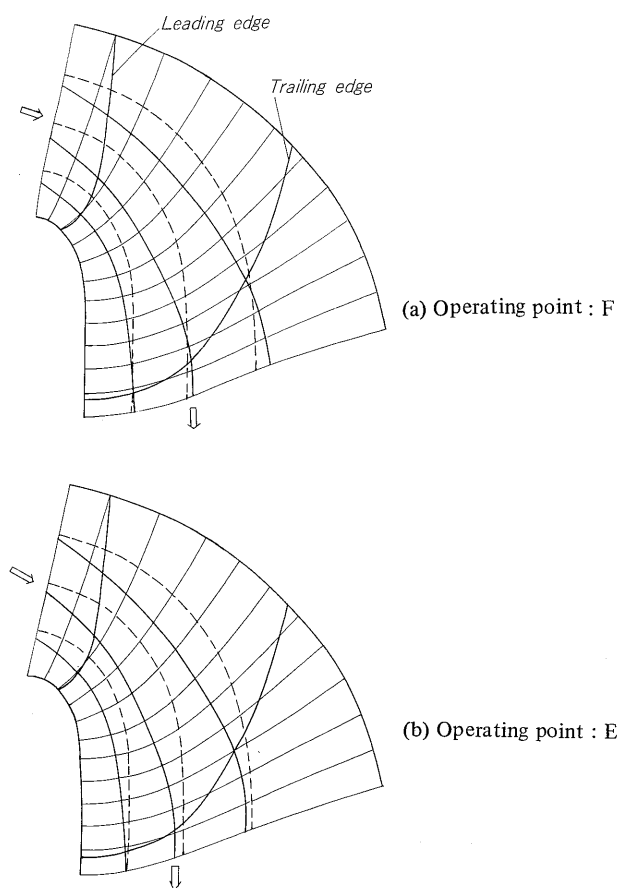 Leading edge
Trailing edge
(a) Operating point : F
(b) Operating point : E